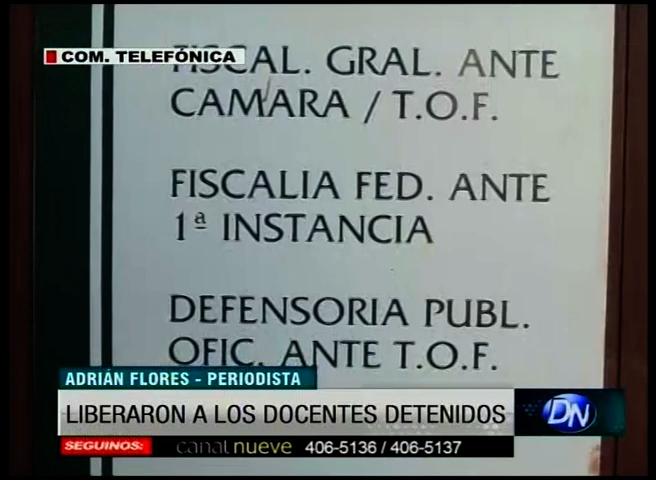 COM. TELEFÓNICA
FISCAL. GRAL. ANTE
CAMARA / T.O.F.
FISCALIA FED. ANTE
1ª INSTANCIA
DEFENSORIA PUBL.
OFIC. ANTE T.O.F.
ADRIÁN FLORES - PERIODISTA
LIBERARON A LOS DOCENTES DETENIDOS
DN
SEGUINOS: canal nueve 406-5136 / 406-5137